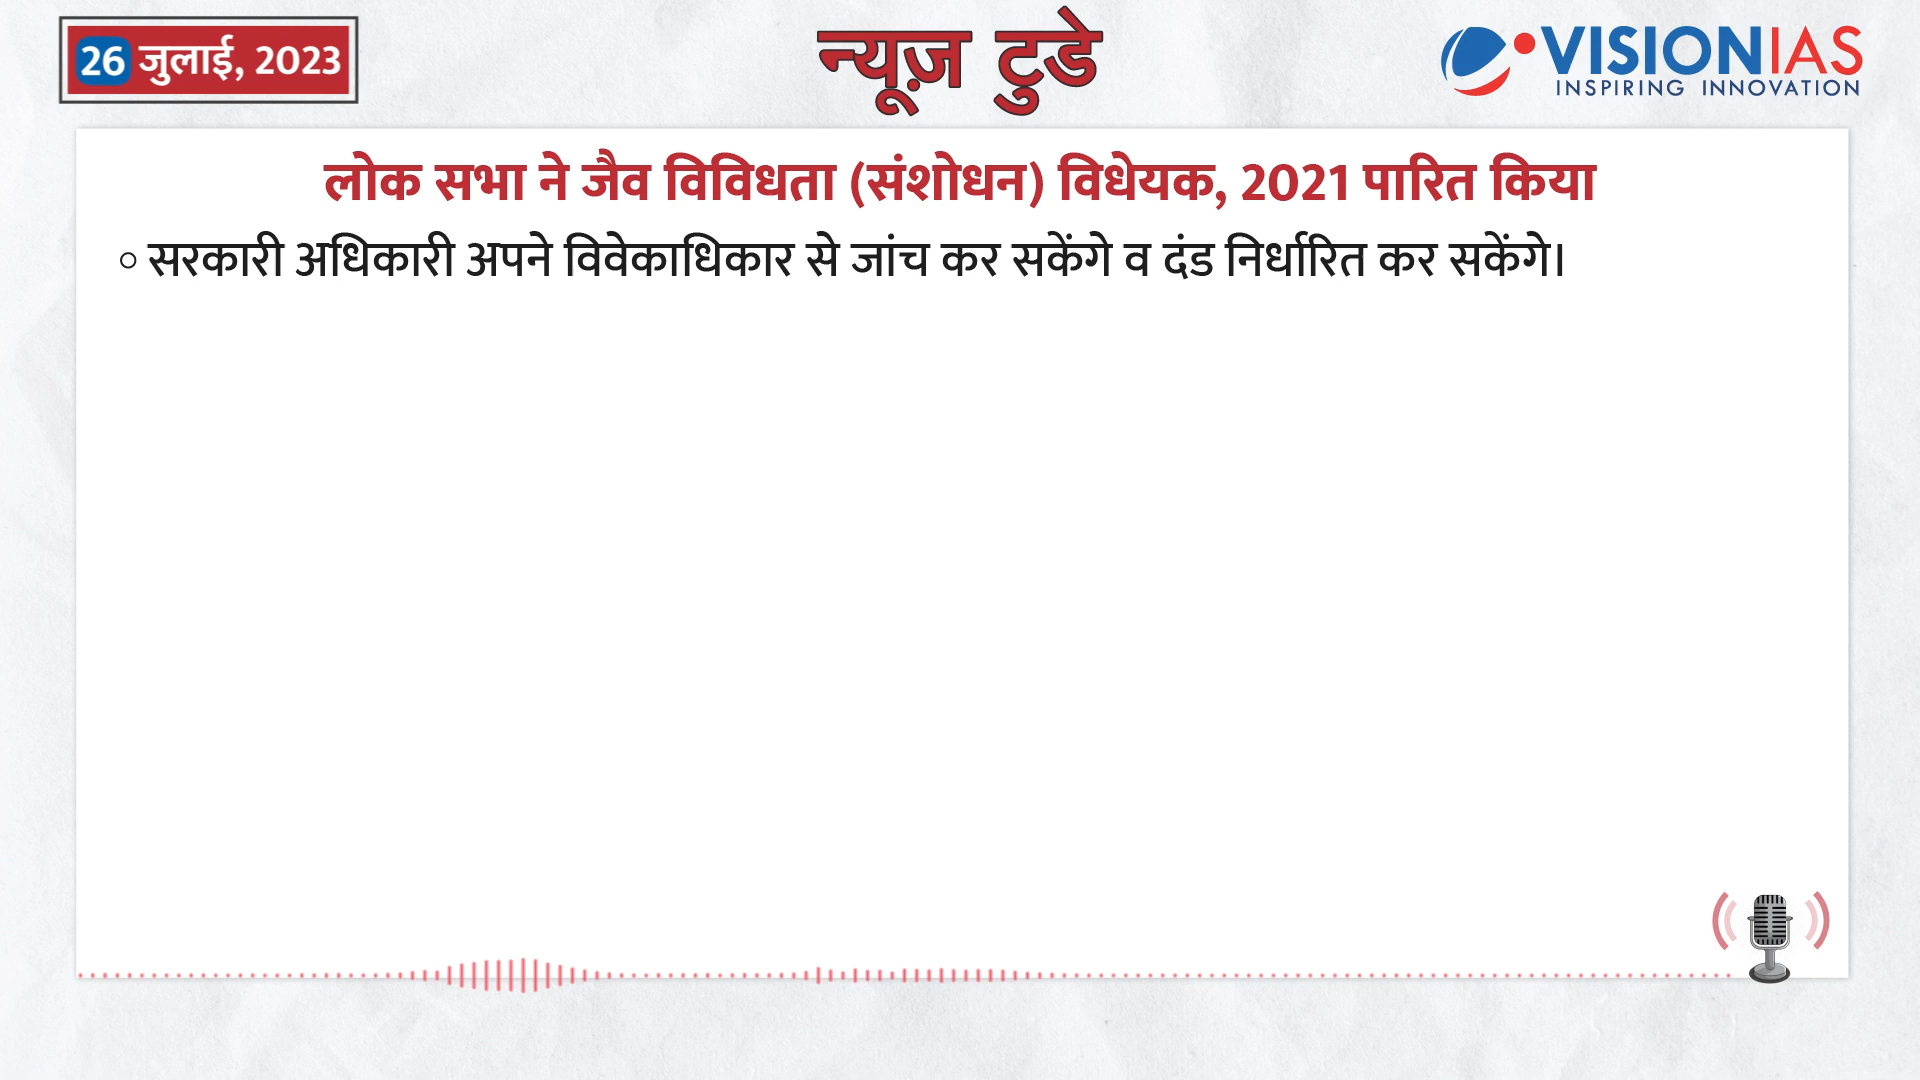 26 जुलाई, 2023
न्यूज़ टुडे
VISIONIAS
INSPIRING INNOVATION
लोक सभा ने जैव विविधता (संशोधन) विधेयक, 2021 पारित किया
○ सरकारी अधिकारी अपने विवेकाधिकार से जांच कर सकेंगे व दंड निर्धारित कर सकेंगे।